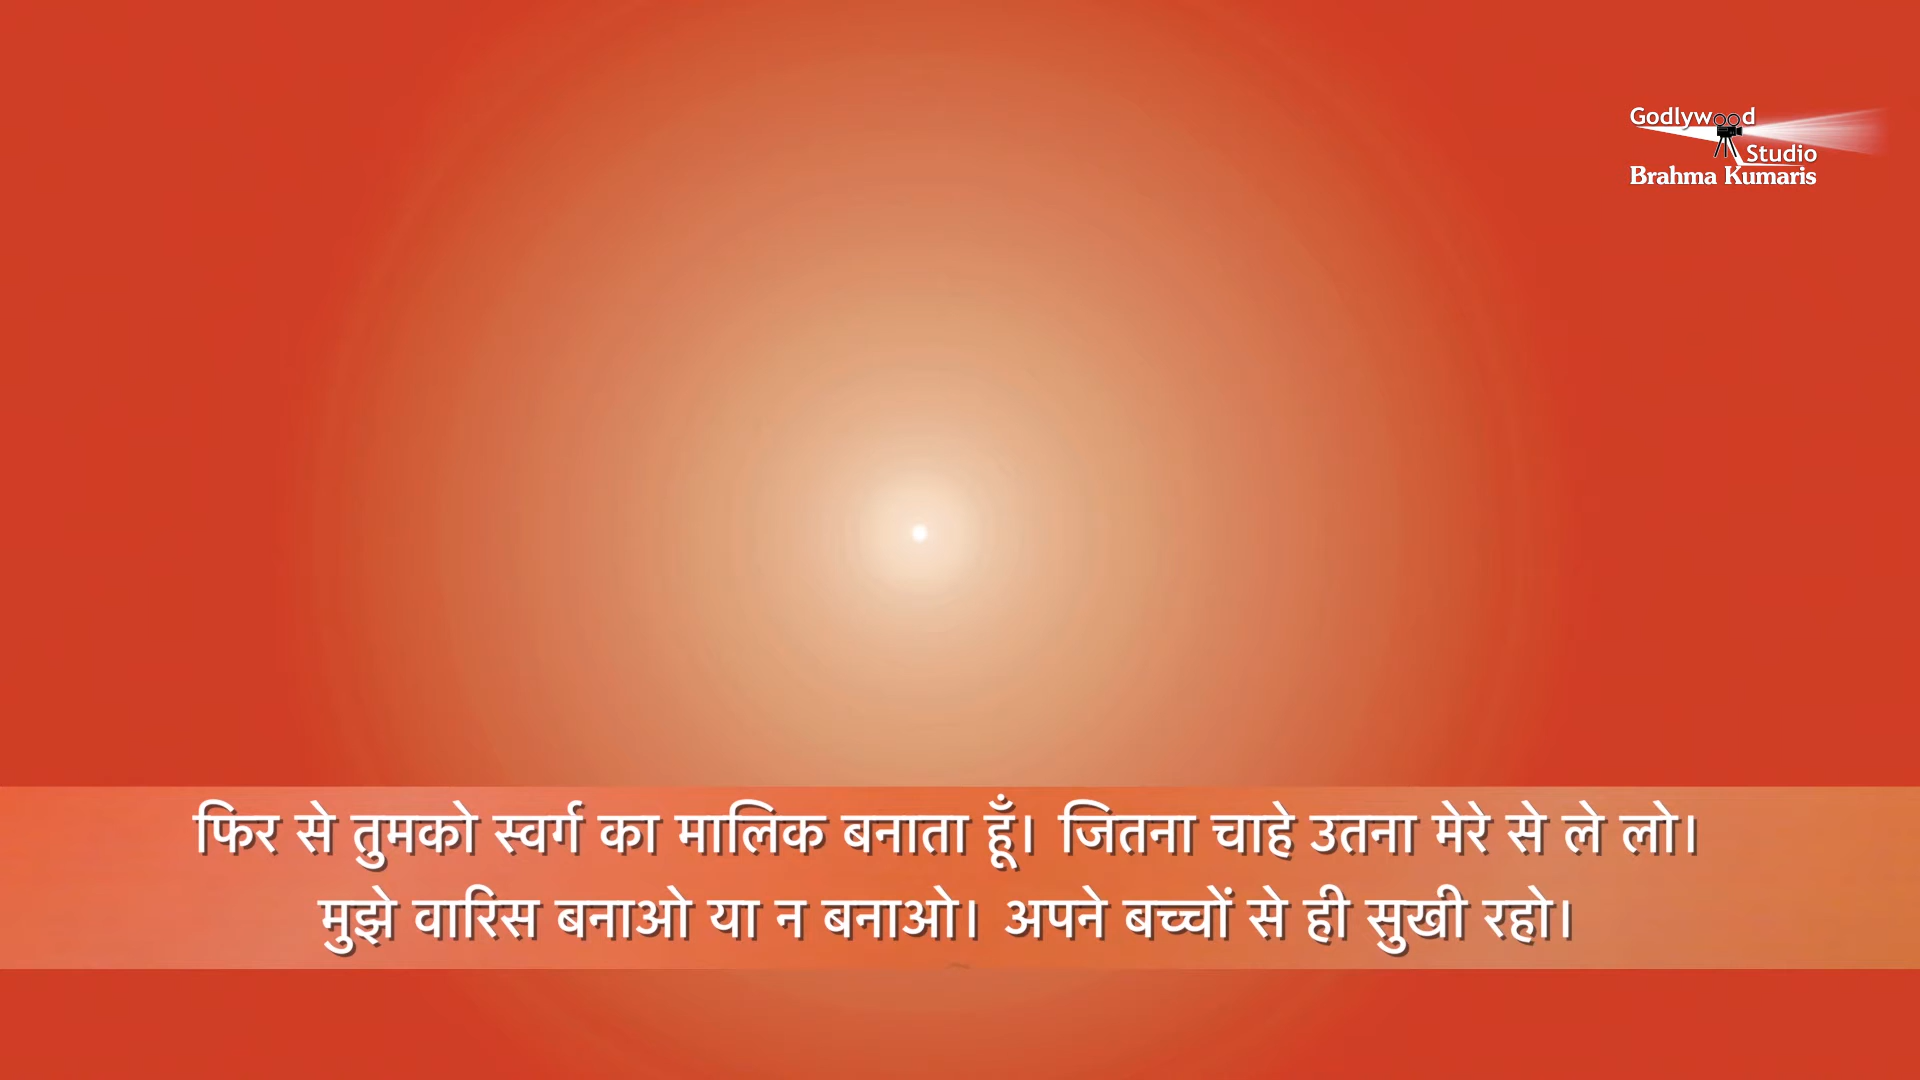 Godlywood
Studio
Brahma Kumaris
फिर से तुमको स्वर्ग का मालिक बनाता हूँ। जितना चाहे उतना मेरे से ले लो।
मुझे वारिस बनाओ या न बनाओ। अपने बच्चों से ही सुखी रहो।